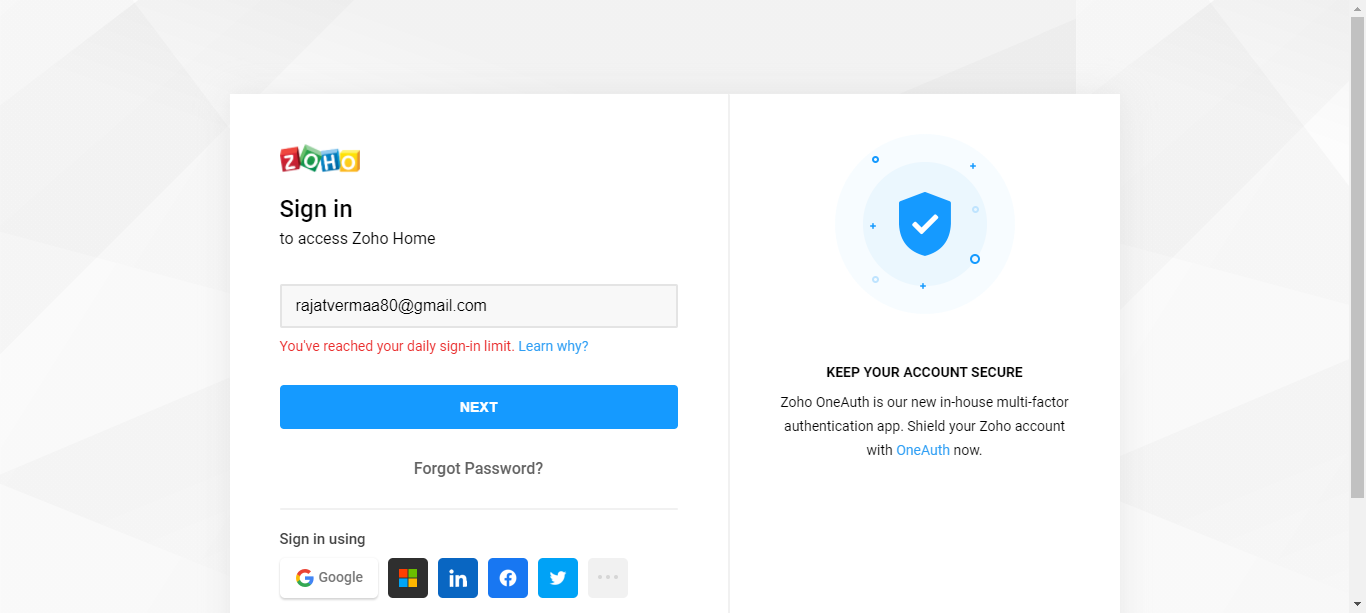 ZOHO
Sign in
to access Zoho Home
rajatvermaa80@gmail.com
You've reached your daily sign-in limit. Learn why?
NEXT
Forgot Password?
Sign in using
Google
in
KEEP YOUR ACCOUNT SECURE
Zoho OneAuth is our new in-house multi-factor
authentication app. Shield your Zoho account
with OneAuth now.